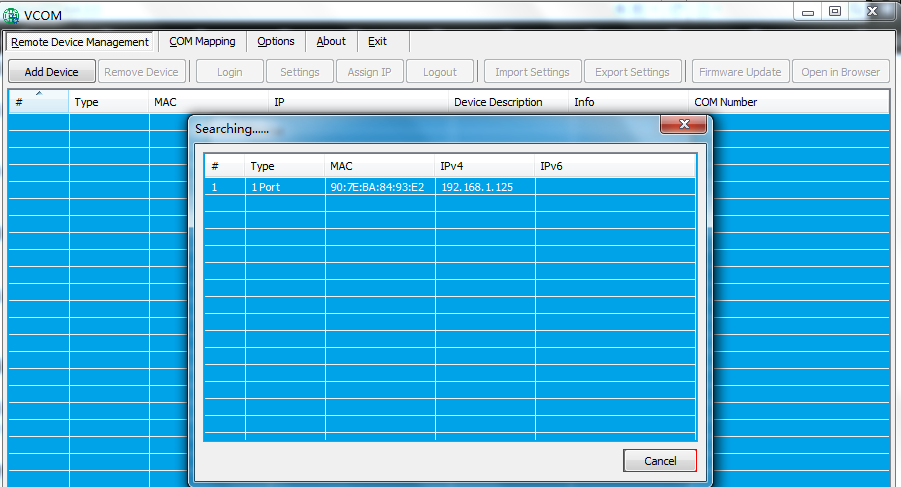 VCOM
Remote Device Management COM Mapping Options About Exit
Add Device Remove Device Login Settings Assign IP Logout Import Settings Export Settings Firmware Update Open in Browser
# Type MAC IP Device Description Info COM Number
Searching......
# Type MAC IPv4 IPv6
1 1 Port 90:7E:BA:84:93:E2 192.168.1.125
Cancel